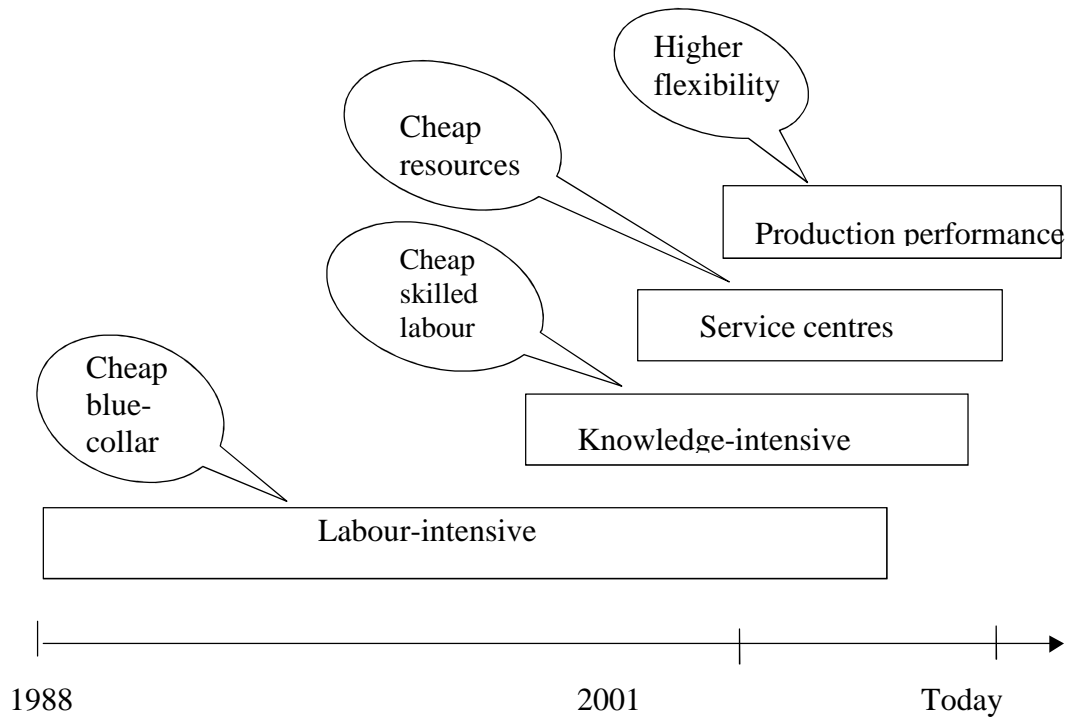 Higher
flexibility
Cheap
resources
Production performance
Cheap
skilled
labour
Service centres
Cheap
blue-
collar
Knowledge-intensive
Labour-intensive
1988
2001
Today